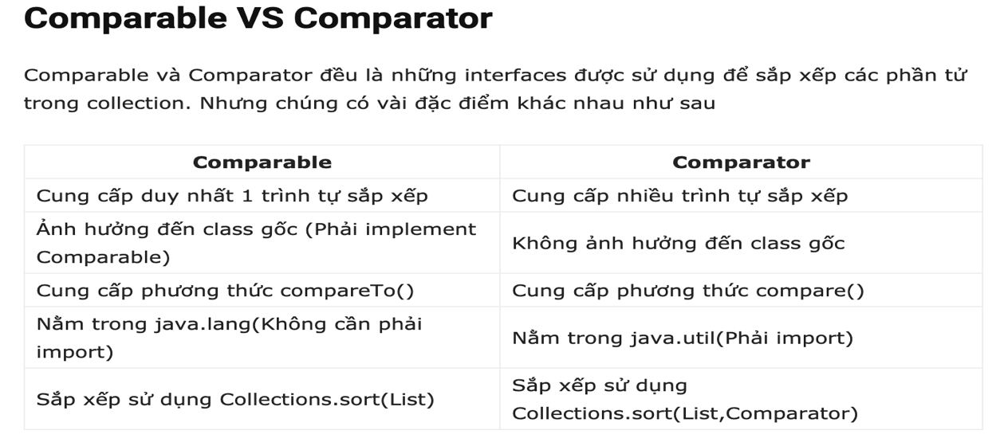 Comparable VS Comparator
Comparable và Comparator đều là những interfaces được sử dụng để sắp xếp các phần tử
trong collection. Nhưng chúng có vài đặc điểm khác nhau như sau
Comparable
Comparator
Cung cấp duy nhất 1 trình tự sắp xếp
Cung cấp nhiều trình tự sắp xếp
Ảnh hưởng đến class gốc (Phải implement
Comparable)
Không ảnh hưởng đến class gốc
Cung cấp phương thức compareTo()
Cung cấp phương thức compare()
Nằm trong java.lang(Không cần phải
import)
Nằm trong java.util(Phải import)
Sắp xếp sử dụng Collections.sort(List)
Sắp xếp sử dụng
Collections.sort(List,Comparator)